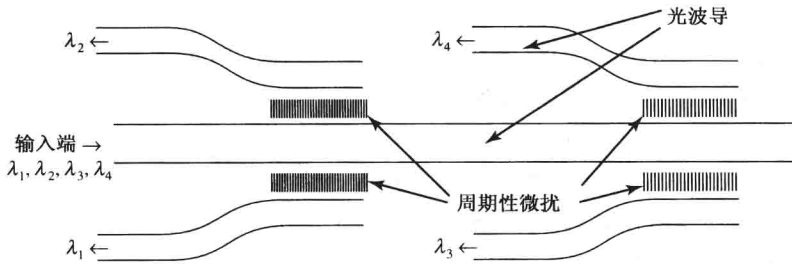 光波导
λ₂ ←
λ₄ ←
输入端 →
λ₁, λ₂, λ₃, λ₄
周期性微扰
λ₁ ←
λ₃ ←